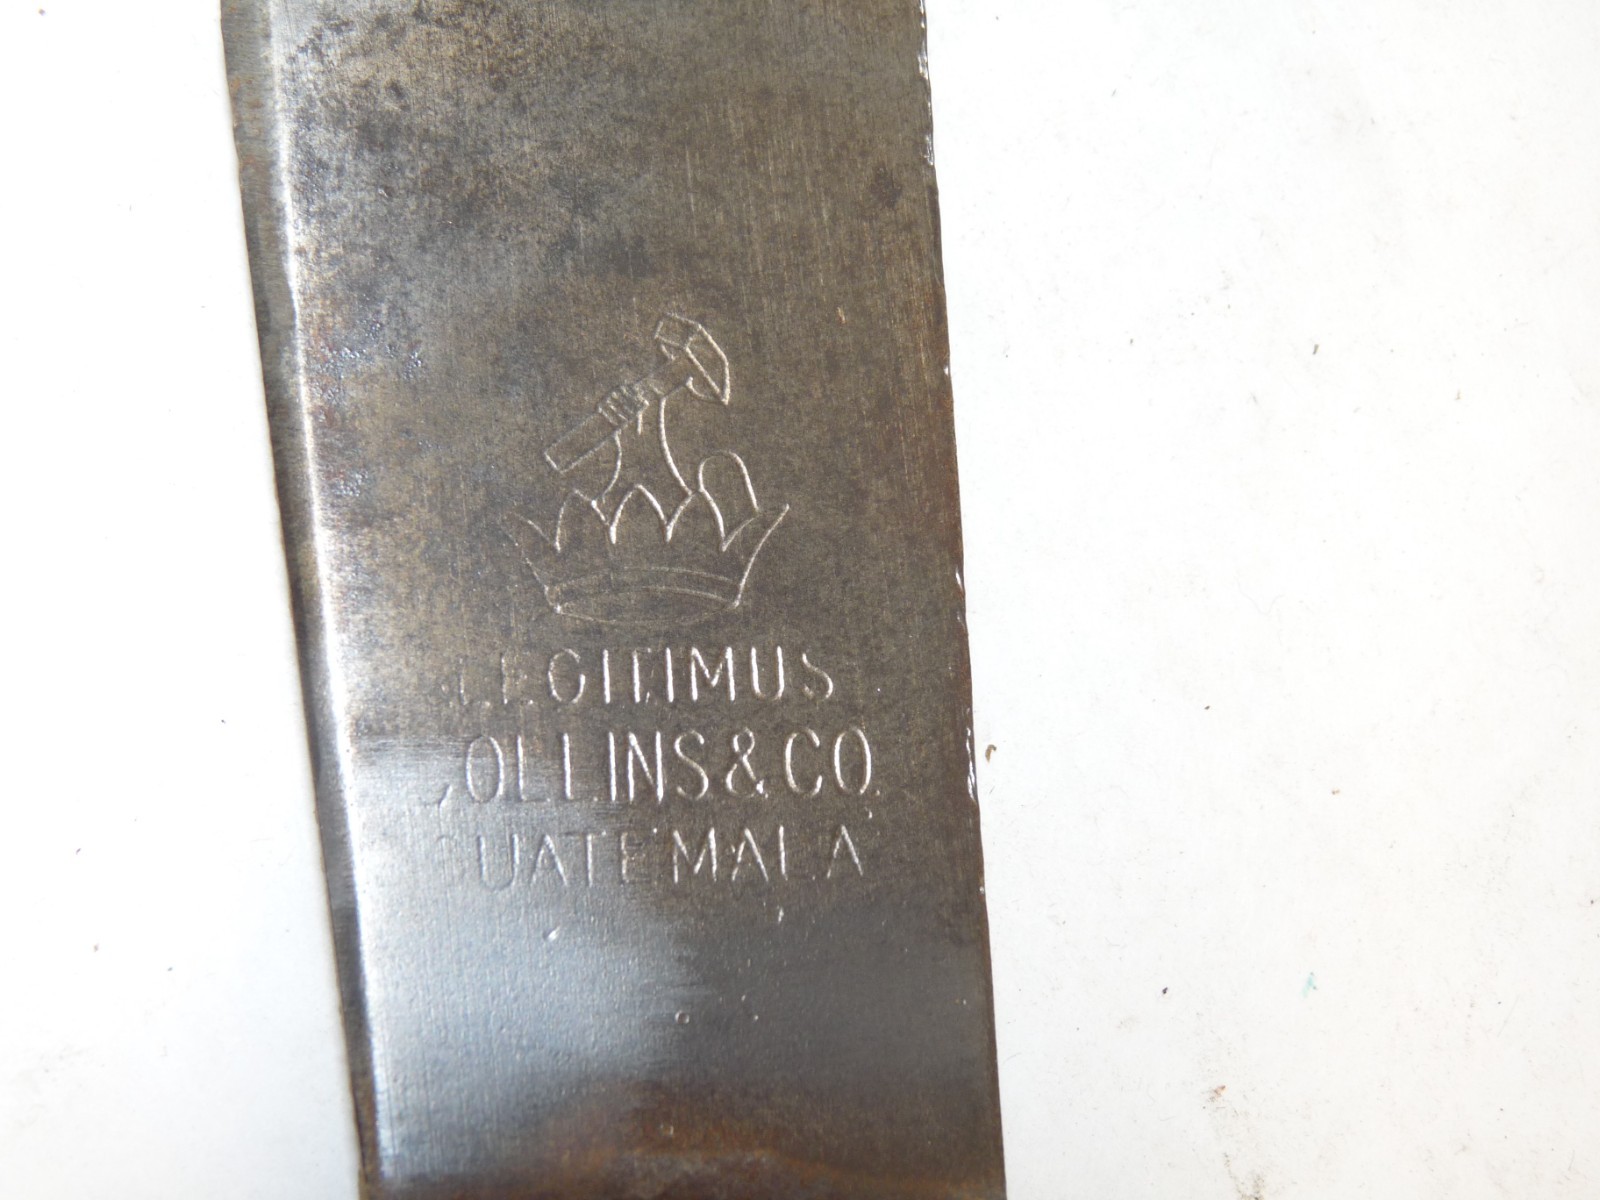 LEGITIMUS
COLLINS & CO.
GUATEMALA